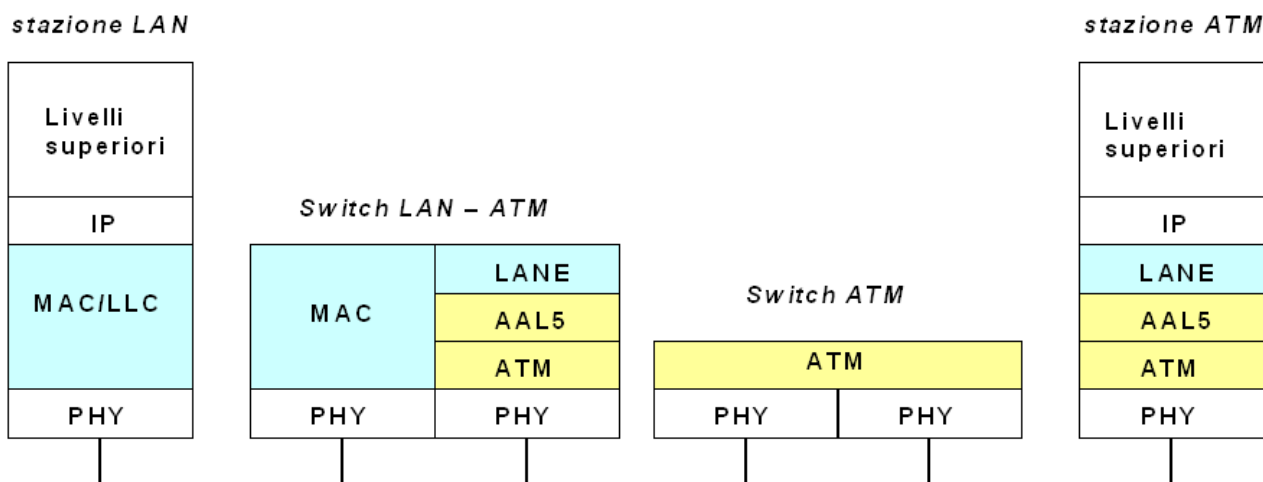 stazione LAN
stazione ATM
Livelli
superiori
IP
MAC/LLC
PHY
Switch LAN – ATM
MAC
LANE
AAL5
ATM
PHY
PHY
Switch ATM
ATM
PHY
PHY
Livelli
superiori
IP
LANE
AAL5
ATM
PHY